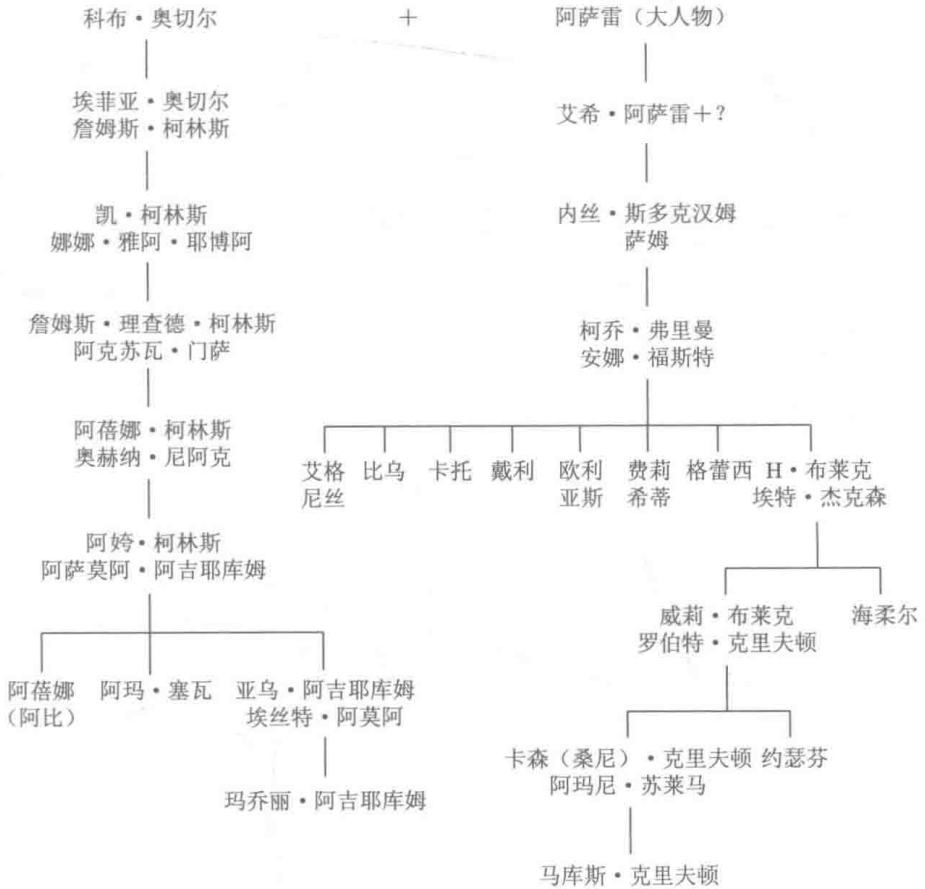 科布·奥切尔 + 阿萨雷（大人物）
埃菲亚·奥切尔
詹姆斯·柯林斯
艾希·阿萨雷+?
凯·柯林斯
娜娜·雅阿·耶博阿
内丝·斯多克汉姆
萨姆
詹姆斯·理查德·柯林斯
阿克苏瓦·门萨
柯乔·弗里曼
安娜·福斯特
阿蓓娜·柯林斯
奥赫纳·尼阿克
艾格 比乌 卡托 戴利 欧利 费莉 格蕾西 H·布莱克
尼丝 亚斯 希蒂 埃特·杰克森
阿姱·柯林斯
阿萨莫阿·阿吉耶库姆
威莉·布莱克 海柔尔
罗伯特·克里夫顿
阿蓓娜 阿玛·塞瓦 亚乌·阿吉耶库姆
（阿比） 埃丝特·阿莫阿
卡森（桑尼）·克里夫顿 约瑟芬
阿玛尼·苏莱马
玛乔丽·阿吉耶库姆
马库斯·克里夫顿